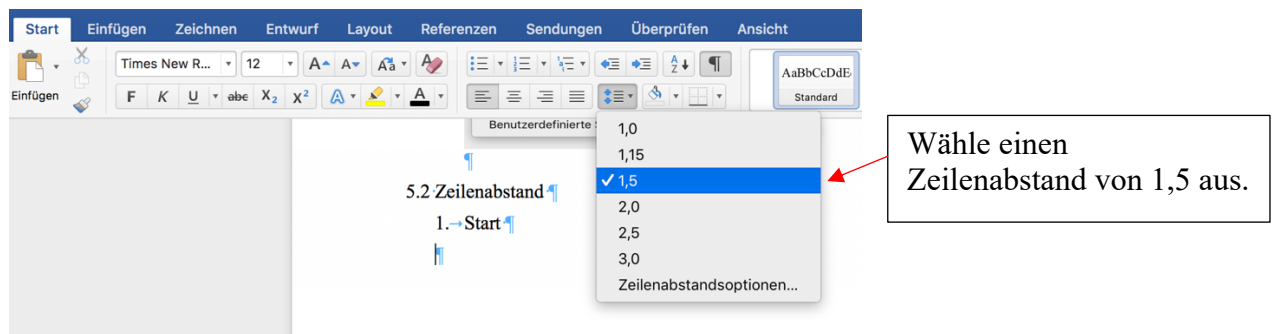 Start Einfügen Zeichnen Entwurf Layout Referenzen Sendungen Überprüfen Ansicht
Times New R... 12 A A Aa A
Einfügen F K U abc X2 X² A A
AaBbCcDdE
Standard
Benutzerdefinierte
1,0
1,15
✓ 1,5
2,0
2,5
3,0
Zeilenabstandsoptionen...
¶
5.2 Zeilenabstand ¶
1.→Start ¶
¶
Wähle einen
Zeilenabstand von 1,5 aus.